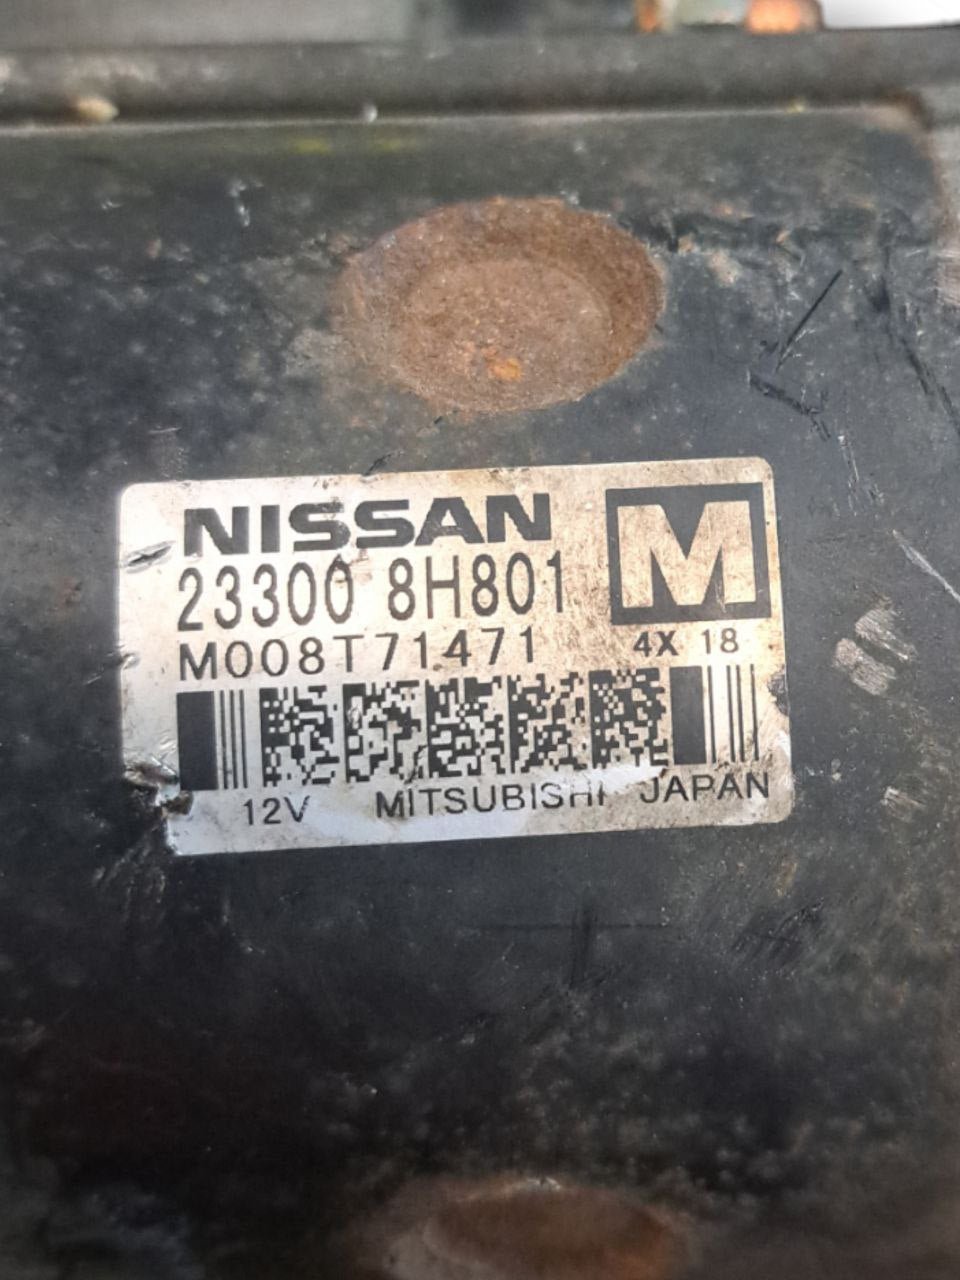 NISSAN
M
23300 8H801
M008T71471
4X 18
12V MITSUBISHI JAPAN